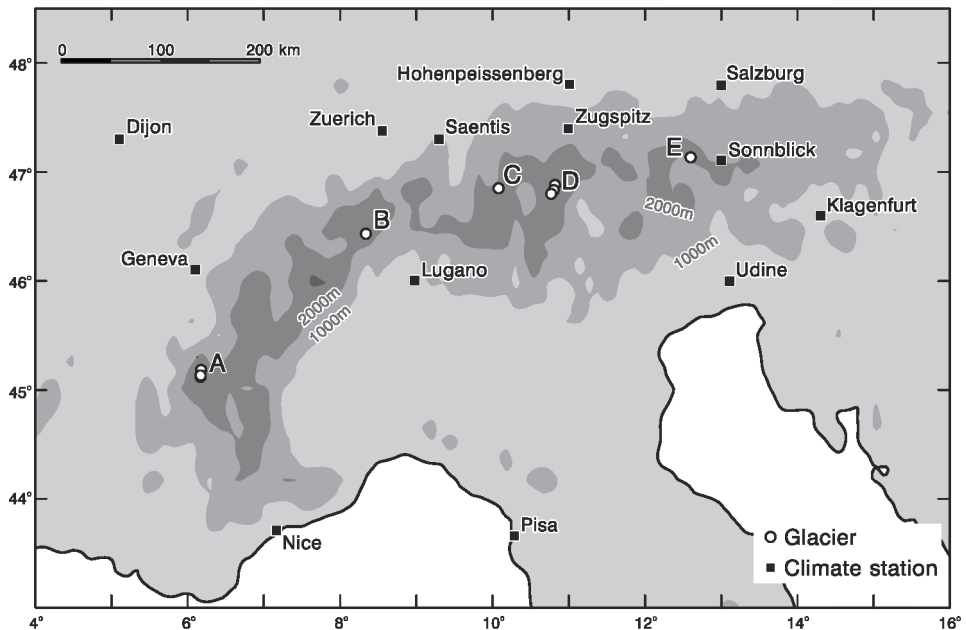 48°
47°
46°
45°
44°
0 100 200 km
Hohenpeissenberg
Salzburg
Dijon
Zuerich
Saentis
Zugspitz
E
Sonnblick
C
D
2000m
Klagenfurt
B
1000m
Geneva
Lugano
Udine
2000m
1000m
A
Nice
Pisa
Glacier
Climate station
4° 6° 8° 10° 12° 14° 16°